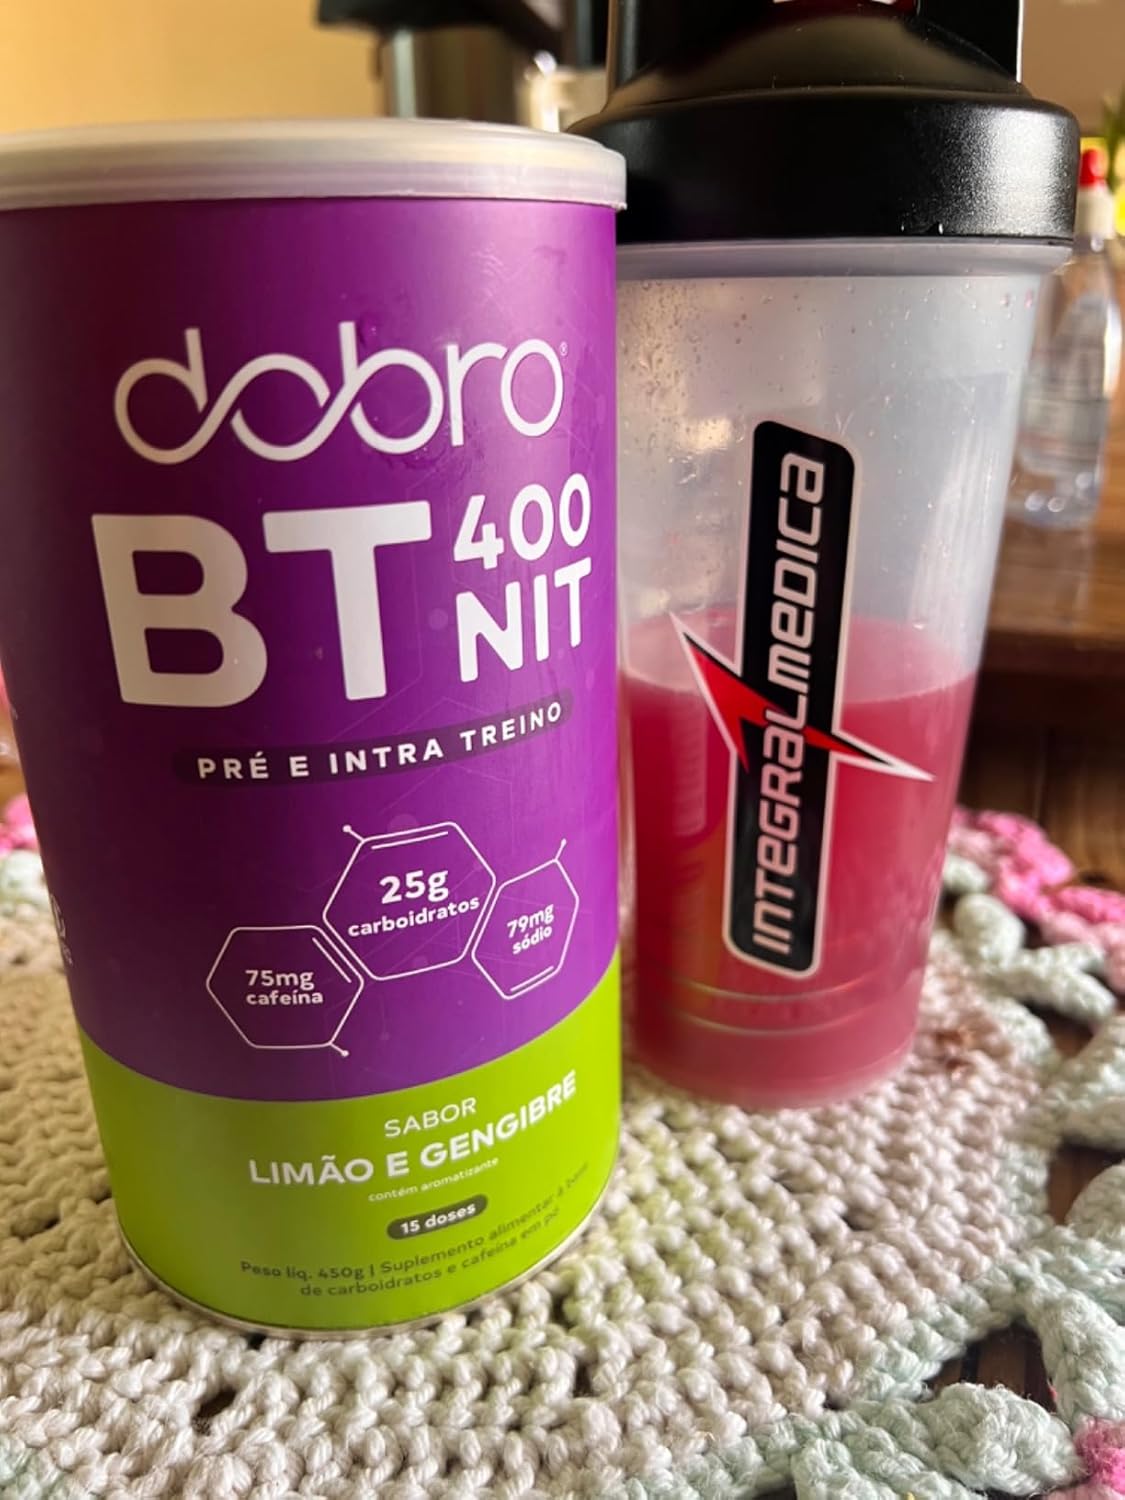 dobro®
BT 400
NIT
PRÉ E INTRA TREINO
25g
carboidratos
79mg
sódio
75mg
cafeína
SABOR
LIMÃO E GENGIBRE
contém aromatizante
15 doses
Peso líq. 450g | Suplemento alimentar à base
de carboidratos e cafeína em pó
INTEGRALMEDICA